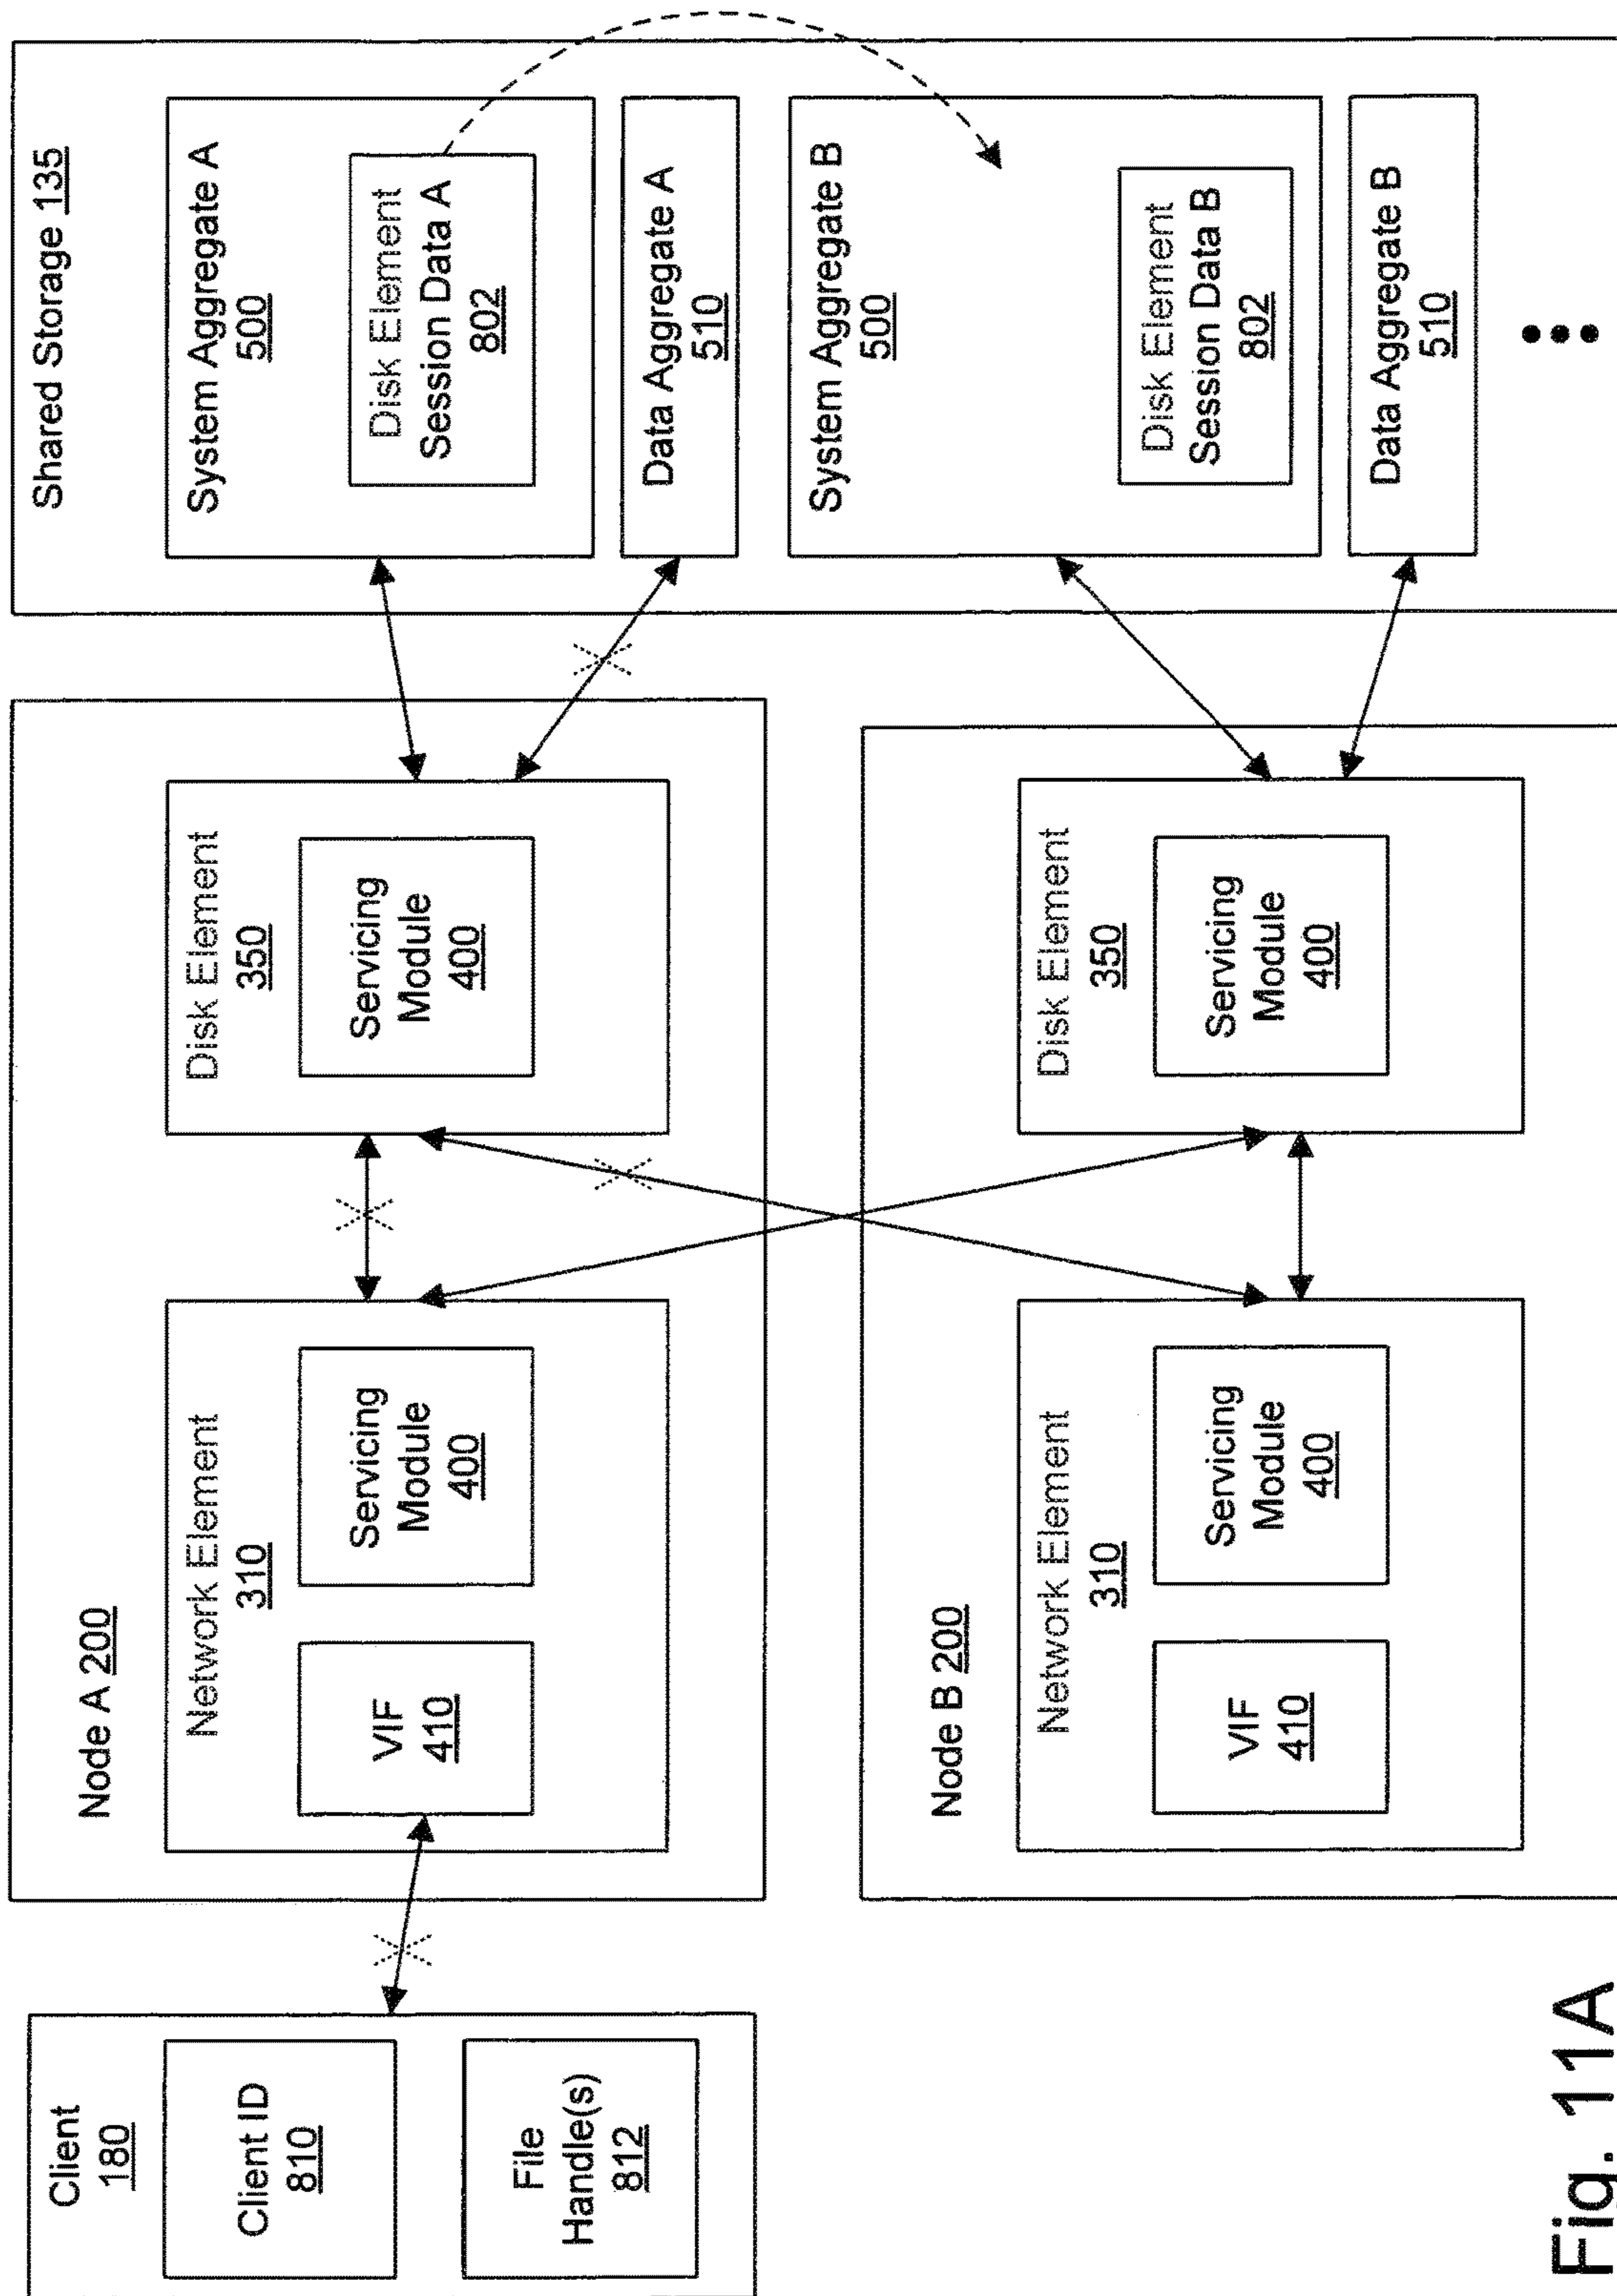 Client
180
Client ID
810
File
Handle(s)
812
Node A 200
Network Element
310
VIF
410
Servicing
Module
400
Disk Element
350
Servicing
Module
400
Node B 200
Network Element
310
VIF
410
Servicing
Module
400
Disk Element
350
Servicing
Module
400
Shared Storage 135
System Aggregate A
500
Disk Element
Session Data A
802
Data Aggregate A
510
System Aggregate B
500
Disk Element
Session Data B
802
Data Aggregate B
510
Fig. 11A